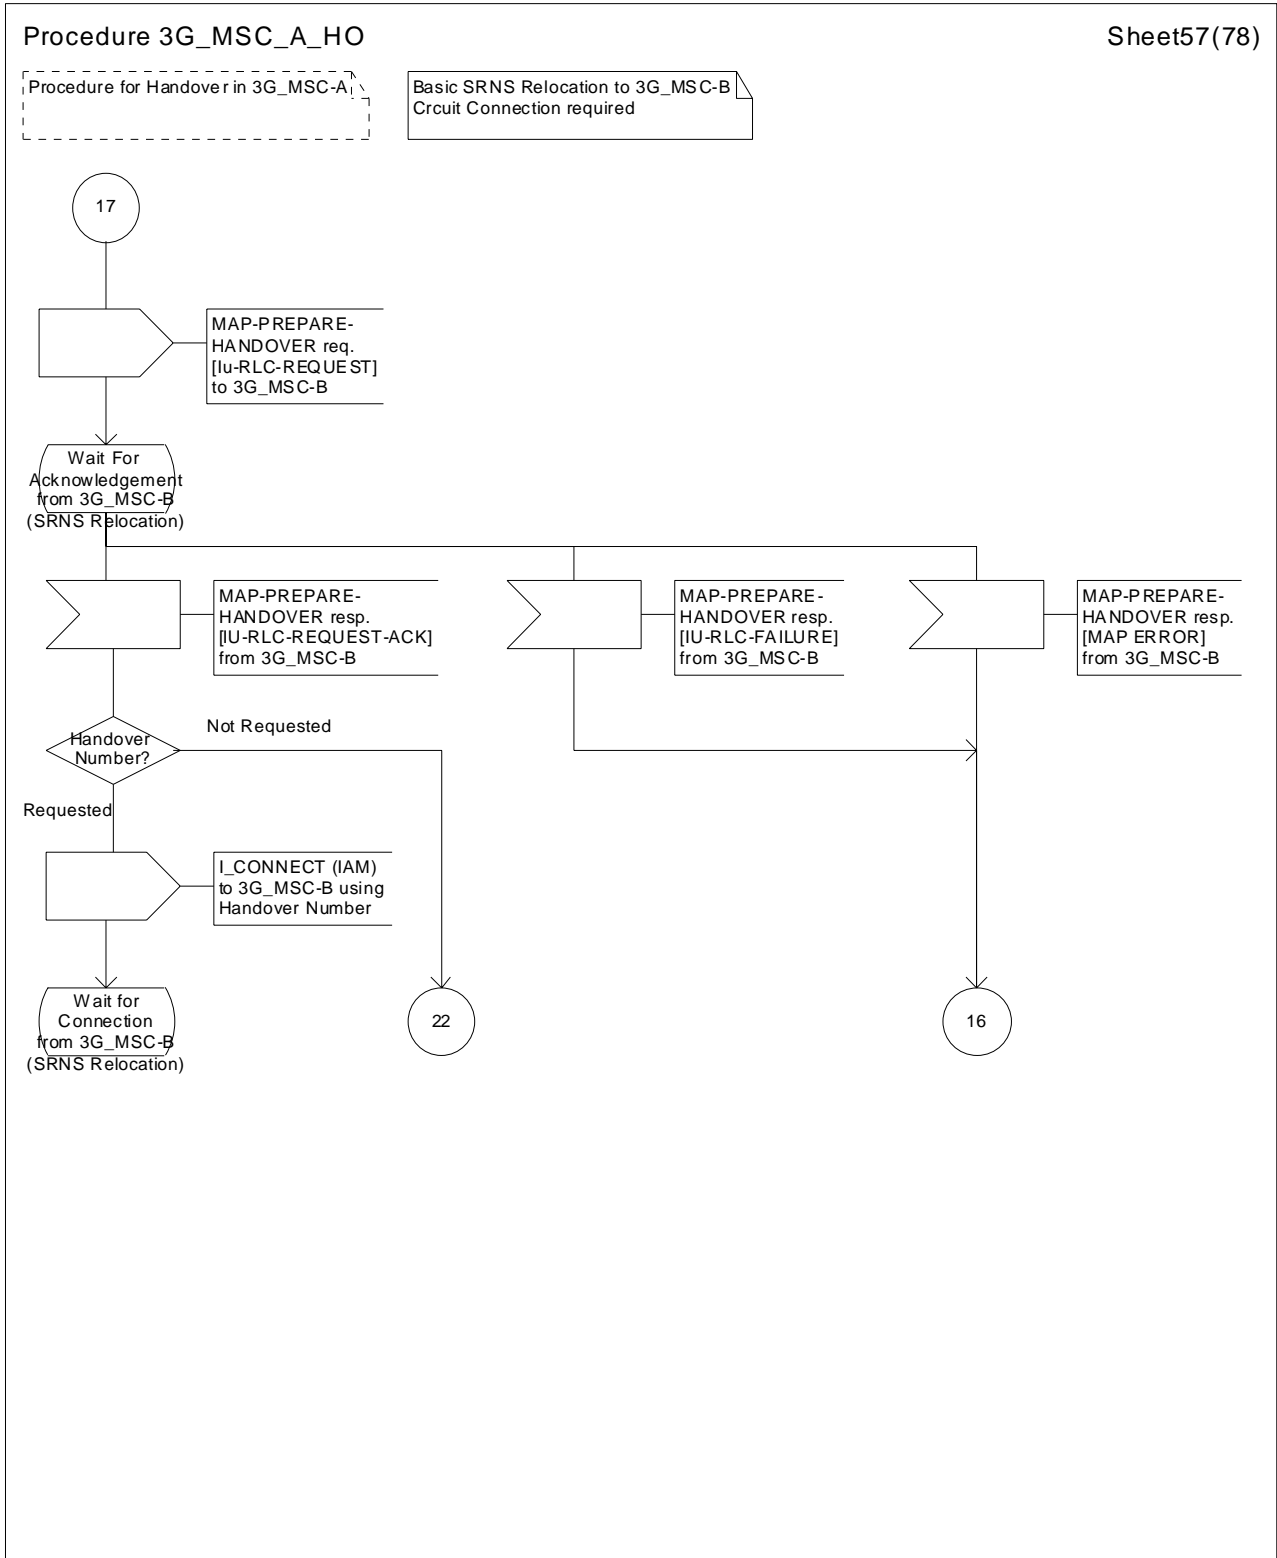 Procedure 3G_MSC_A_HO
Sheet57(78)
Procedure for Handover in 3G_MSC-A
Basic SRNS Relocation to 3G_MSC-B
Crcuit Connection required
17
MAP-PREPARE-
HANDOVER req.
[Iu-RLC-REQUEST]
to 3G_MSC-B
Wait For
Acknowledgement
from 3G_MSC-B
(SRNS Relocation)
MAP-PREPARE-
HANDOVER resp.
[IU-RLC-REQUEST-ACK]
from 3G_MSC-B
MAP-PREPARE-
HANDOVER resp.
[IU-RLC-FAILURE]
from 3G_MSC-B
MAP-PREPARE-
HANDOVER resp.
[MAP ERROR]
from 3G_MSC-B
Handover
Number?
Not Requested
Requested
I_CONNECT (IAM)
to 3G_MSC-B using
Handover Number
Wait for
Connection
from 3G_MSC-B
(SRNS Relocation)
22
16